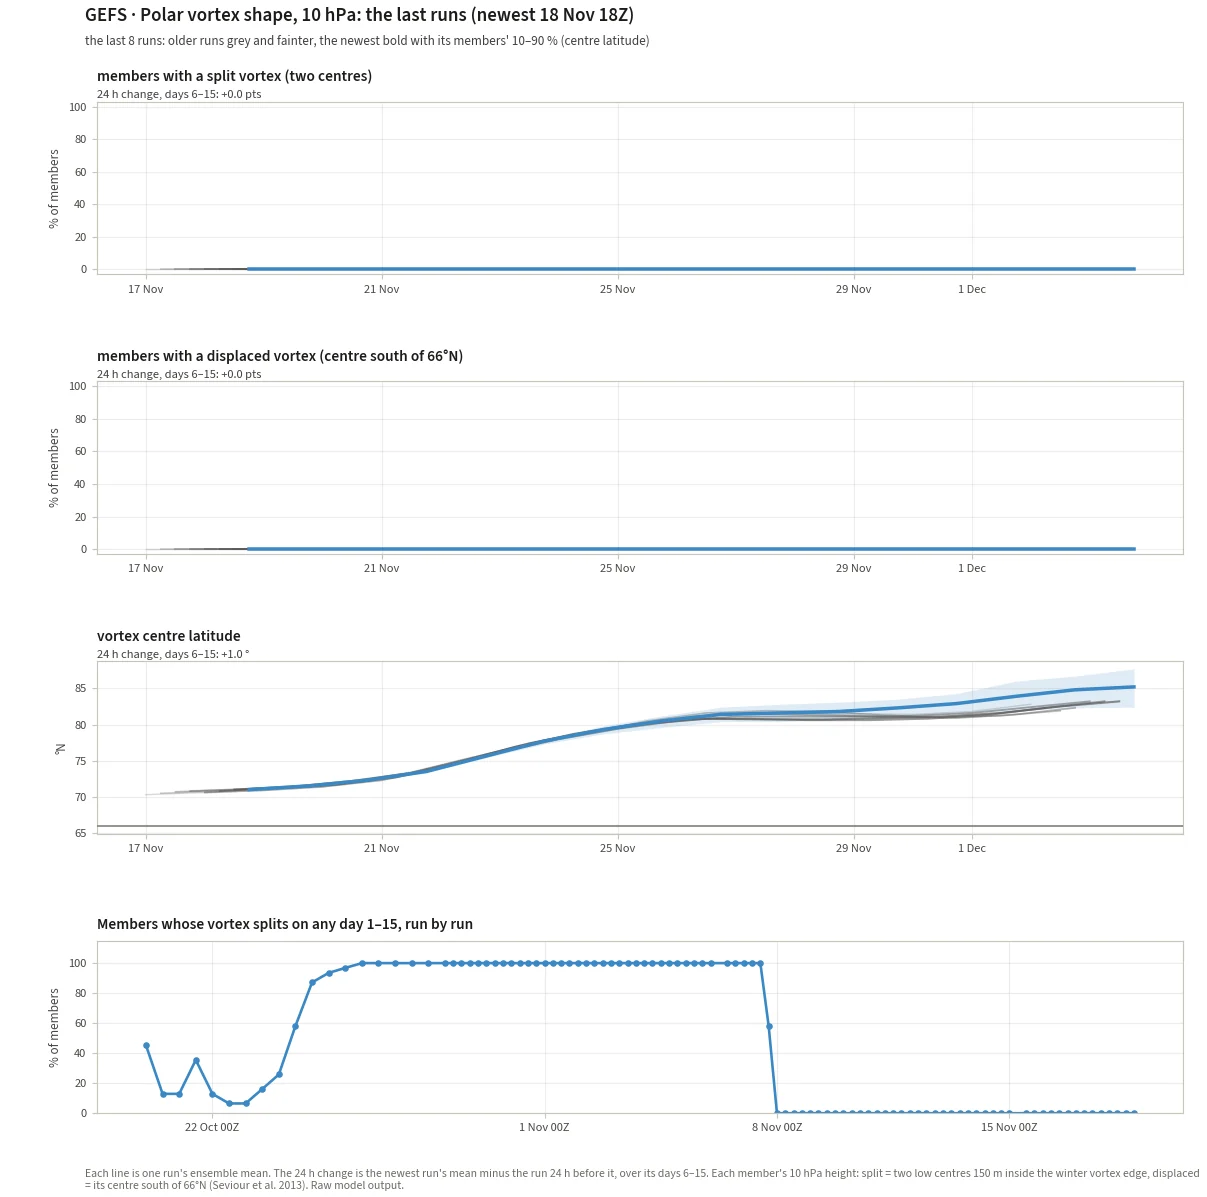 GEFS · Polar vortex shape, 10 hPa: the last runs (newest 18 Nov 18Z)
the last 8 runs: older runs grey and fainter, the newest bold with its members' 10–90 % (centre latitude)
members with a split vortex (two centres)
24 h change, days 6–15: +0.0 pts
100
80
60
40
20
0
% of members
17 Nov
21 Nov
25 Nov
29 Nov
1 Dec
members with a displaced vortex (centre south of 66°N)
24 h change, days 6–15: +0.0 pts
100
80
60
40
20
0
% of members
17 Nov
21 Nov
25 Nov
29 Nov
1 Dec
vortex centre latitude
24 h change, days 6–15: +1.0 °
85
80
75
70
65
°N
17 Nov
21 Nov
25 Nov
29 Nov
1 Dec
Members whose vortex splits on any day 1–15, run by run
100
80
60
40
20
0
% of members
22 Oct 00Z
1 Nov 00Z
8 Nov 00Z
15 Nov 00Z
Each line is one run's ensemble mean. The 24 h change is the newest run's mean minus the run 24 h before it, over its days 6–15. Each member's 10 hPa height: split = two low centres 150 m inside the winter vortex edge, displaced
= its centre south of 66°N (Seviour et al. 2013). Raw model output.